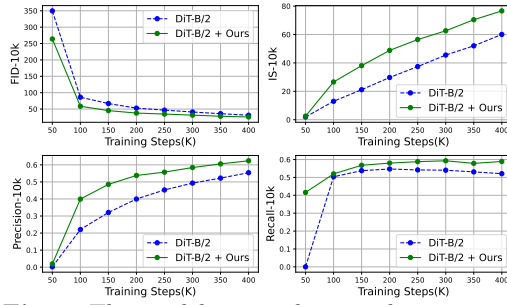 FID-10k
350
300
250
200
150
100
50
DiT-B/2
DiT-B/2 + Ours
50 100 150 200 250 300 350 400
Training Steps(K)
IS-10k
80
60
40
20
0
DiT-B/2
DiT-B/2 + Ours
50 100 150 200 250 300 350 400
Training Steps(K)
Precision-10k
0.6
0.5
0.4
0.3
0.2
0.1
0.0
DiT-B/2
DiT-B/2 + Ours
50 100 150 200 250 300 350 400
Training Steps(K)
Recall-10k
0.6
0.5
0.4
0.3
0.2
0.1
0.0
DiT-B/2
DiT-B/2 + Ours
50 100 150 200 250 300 350 400
Training Steps(K)